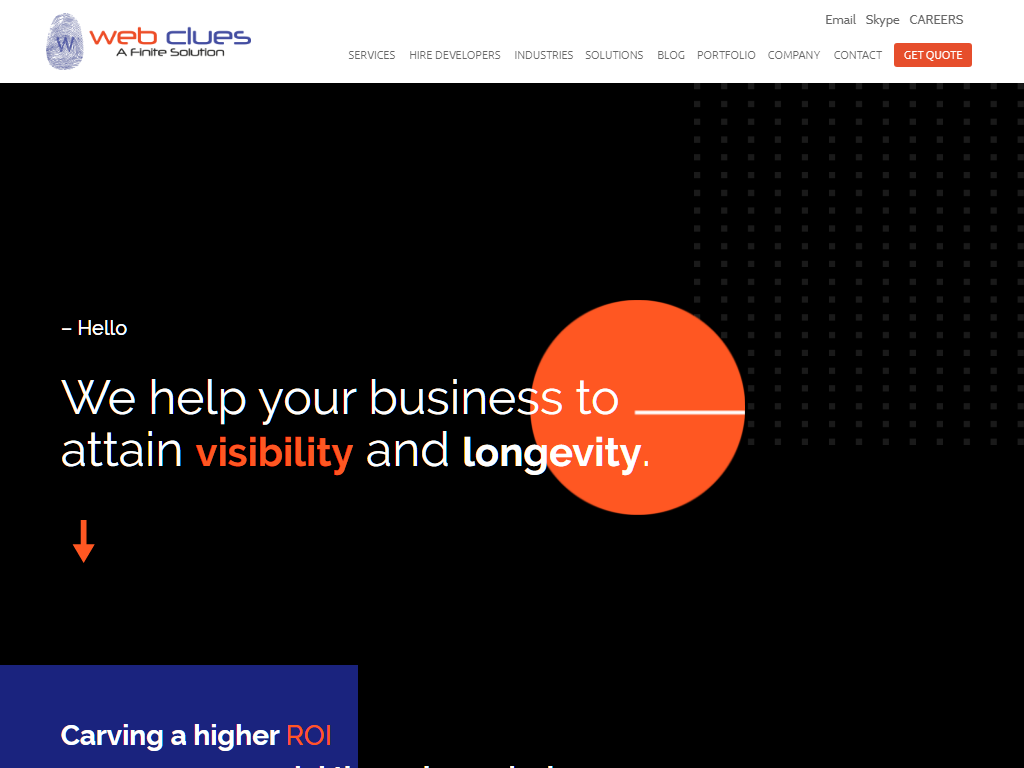 W
web clues
A Finite Solution
Email Skype CAREERS
SERVICES HIRE DEVELOPERS INDUSTRIES SOLUTIONS BLOG PORTFOLIO COMPANY CONTACT GET QUOTE
– Hello
We help your business to
attain visibility and longevity.
Carving a higher ROI